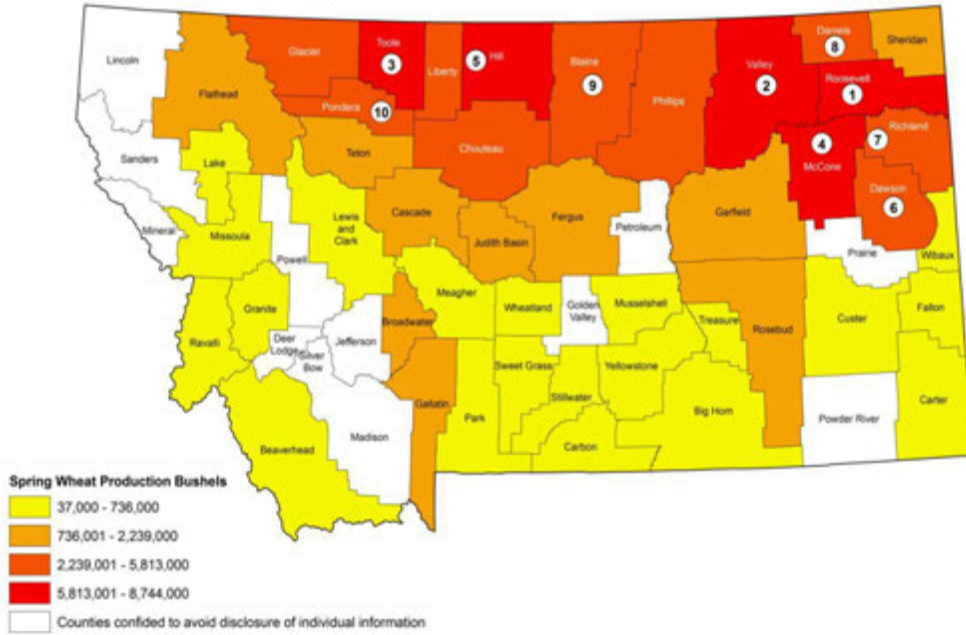 Lincoln
Flathead
Glacier
Toole
3
Liberty
5
Hill
Blaine
9
Phillips
Valley
2
Daniels
8
Sheridan
Roosevelt
1
Pondera
10
Sanders
Lake
Teton
Chouteau
4
McCone
7
Richland
Dawson
6
Mineral
Missoula
Powell
Lewis
and
Clark
Cascade
Judith Basin
Fergus
Petroleum
Garfield
Prairie
Wibaux
Ravalli
Granite
Deer
Lodge
Silver
Bow
Jefferson
Broadwater
Meagher
Wheatland
Golden
Valley
Musselshell
Treasure
Rosebud
Custer
Fallon
Beaverhead
Madison
Gallatin
Park
Sweet Grass
Stillwater
Carbon
Yellowstone
Big Horn
Powder River
Carter
Spring Wheat Production Bushels
37,000 - 736,000
736,001 - 2,239,000
2,239,001 - 5,813,000
5,813,001 - 8,744,000
Counties confided to avoid disclosure of individual information